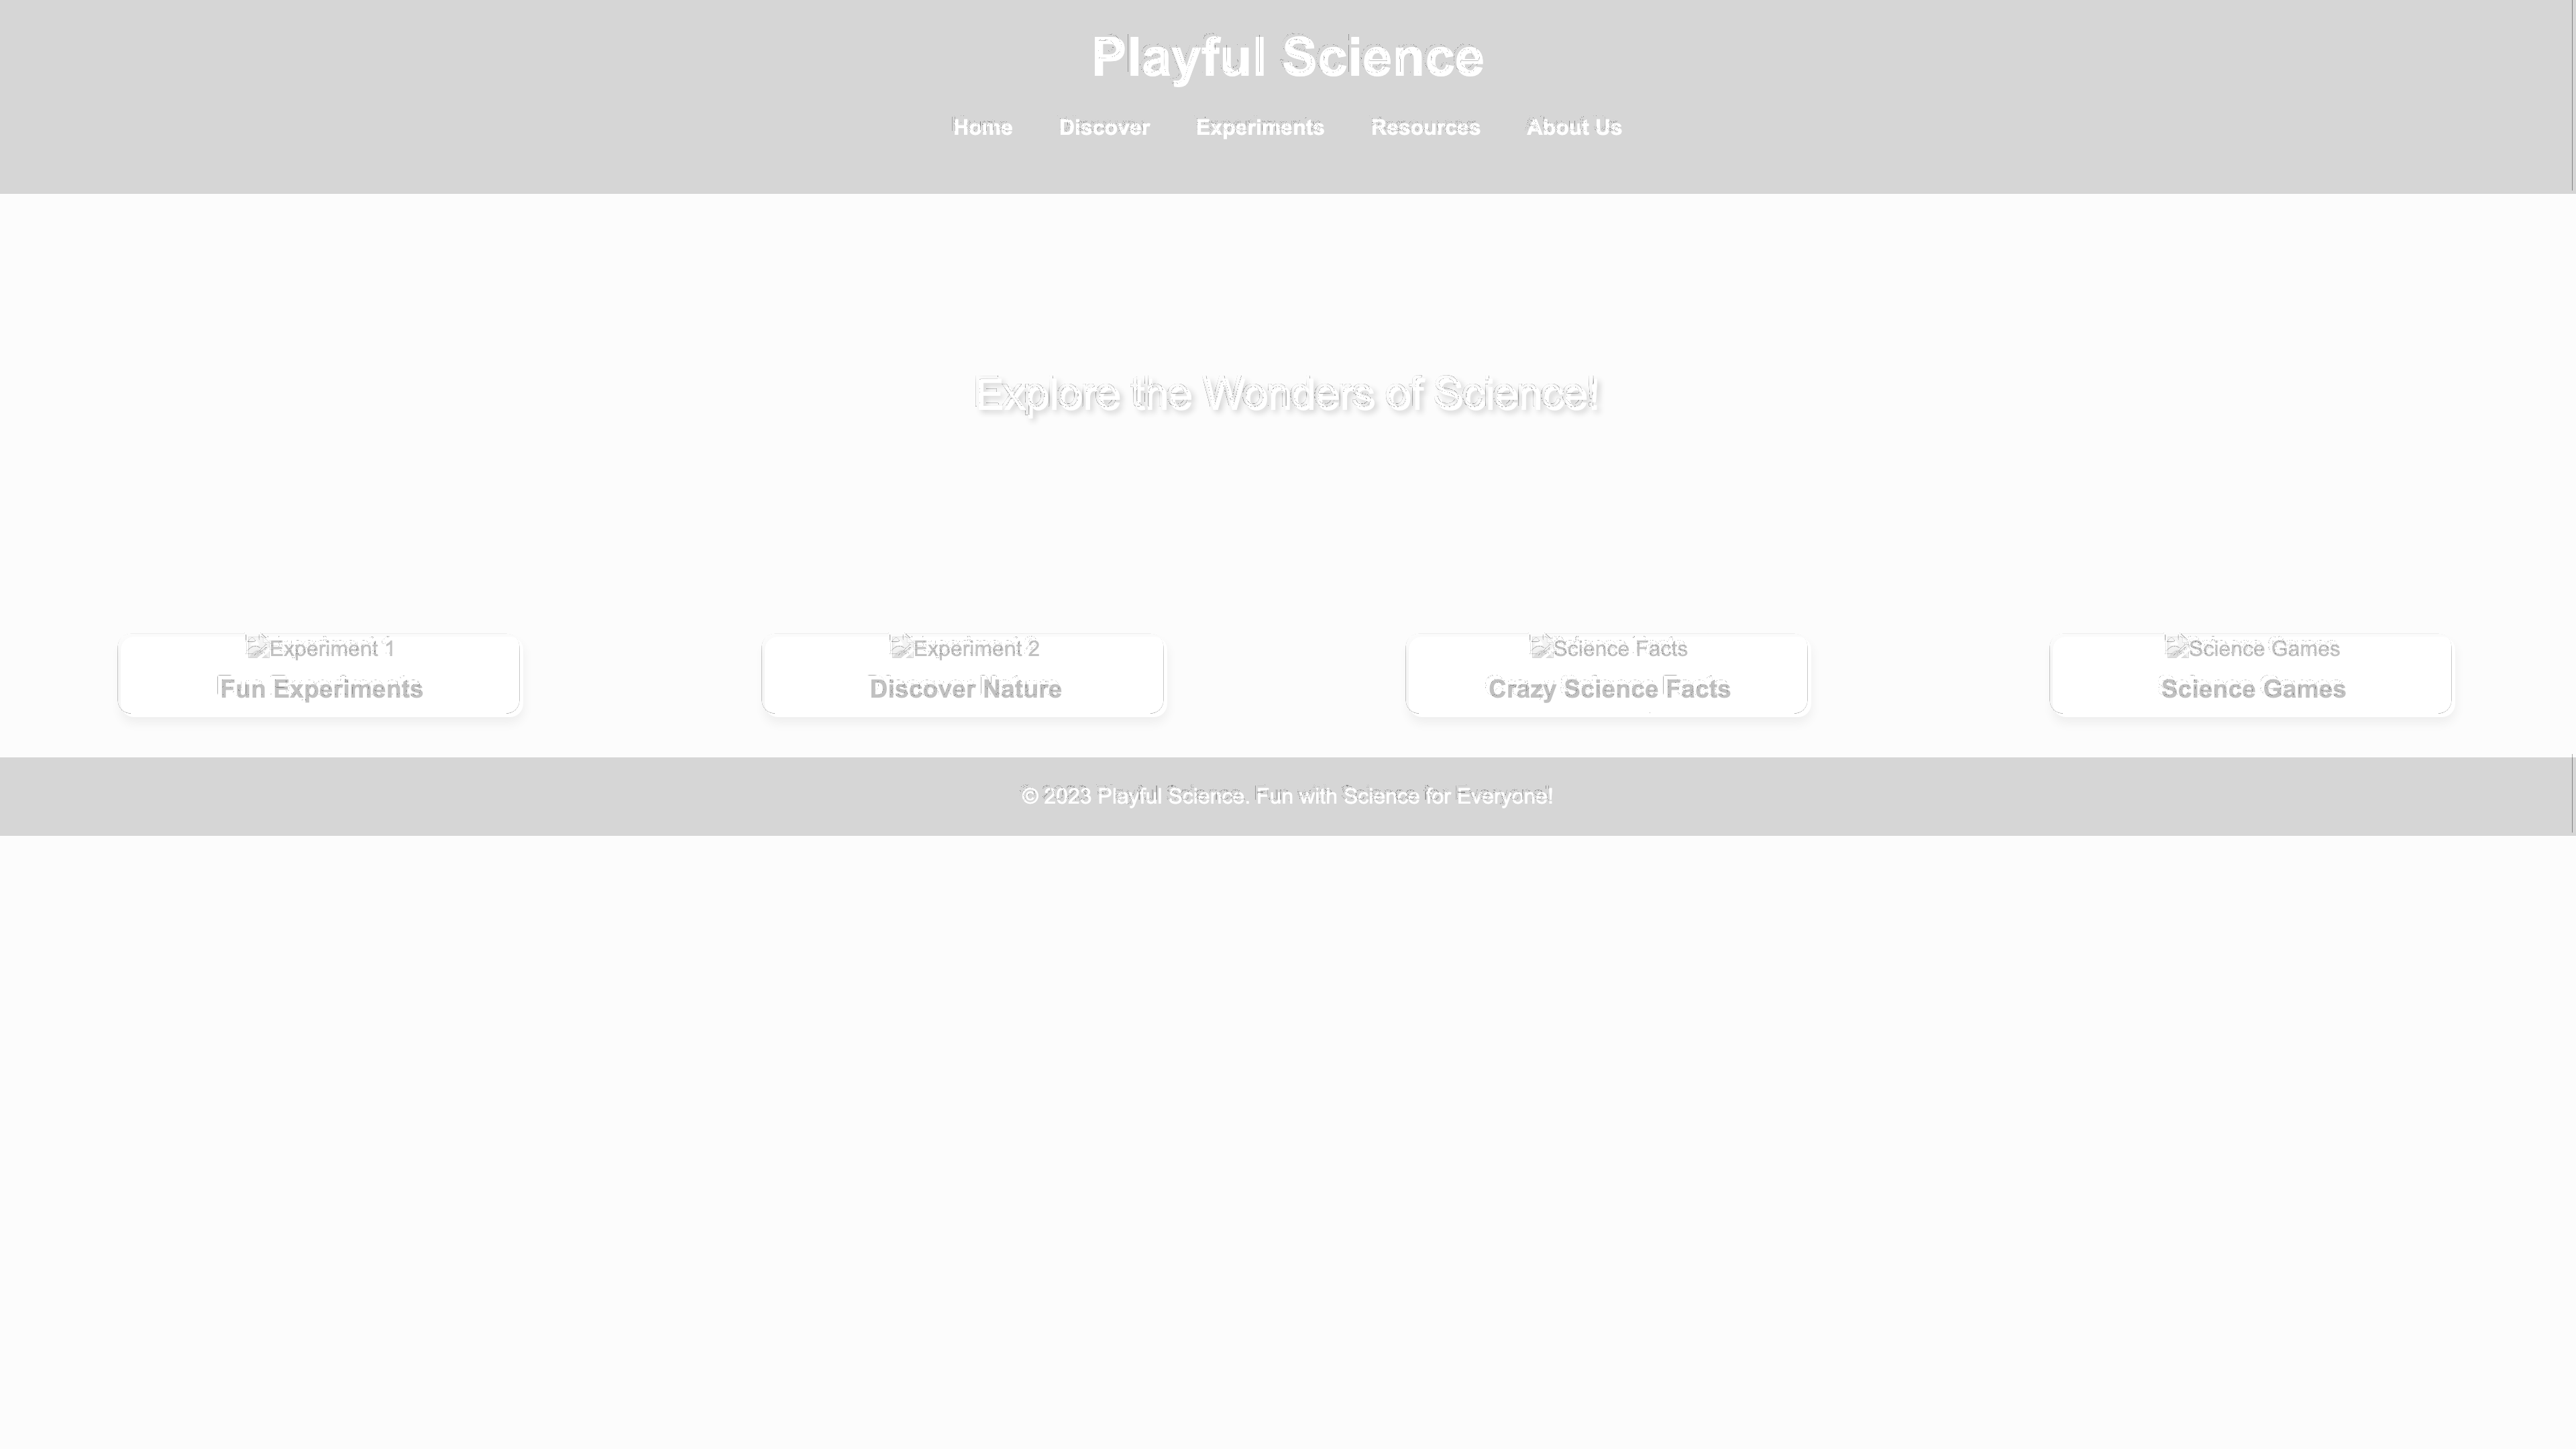 Playful Science
Home Discover Experiments Resources About Us
Explore the Wonders of Science!
Experiment 1
Fun Experiments
Experiment 2
Discover Nature
Science Facts
Crazy Science Facts
Science Games
Science Games
© 2023 Playful Science. Fun with Science for Everyone!